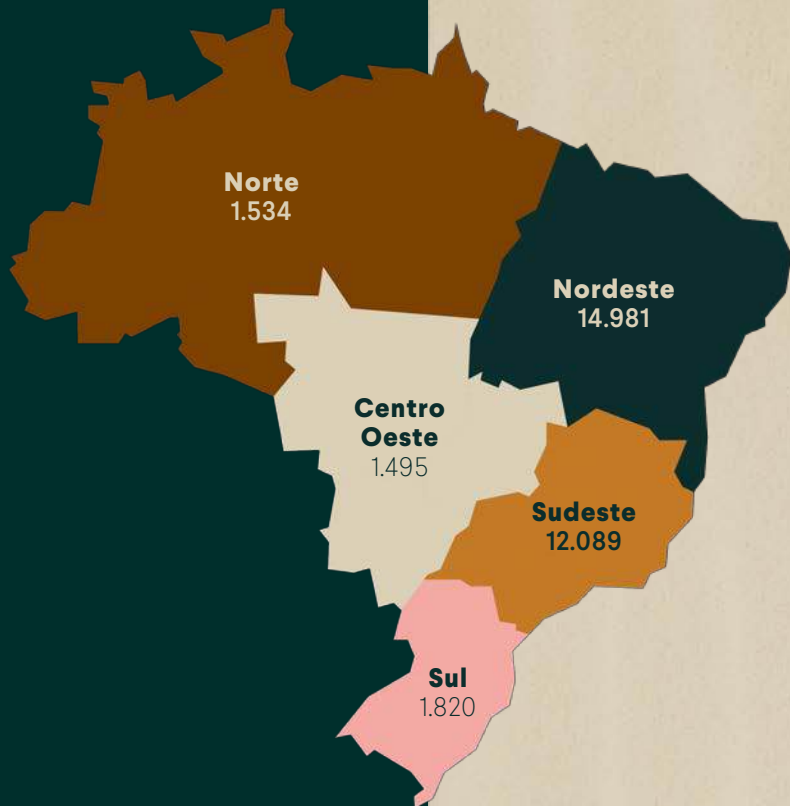 Norte
1.534
Nordeste
14.981
Centro
Oeste
1.495
Sudeste
12.089
Sul
1.820